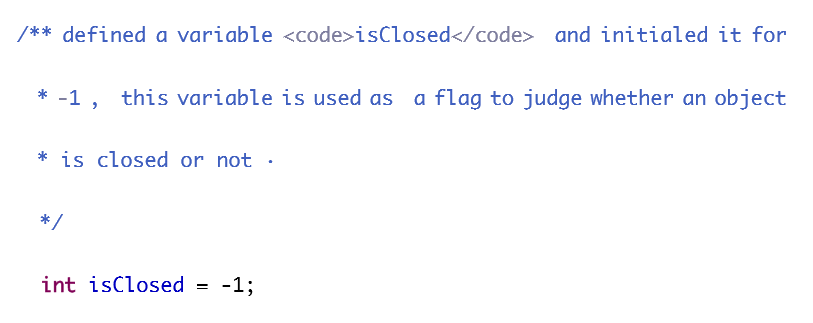 /** defined a variable <code>isClosed</code> and initialed it for
* -1 , this variable is used as a flag to judge whether an object
* is closed or not .
*/
int isClosed = -1;